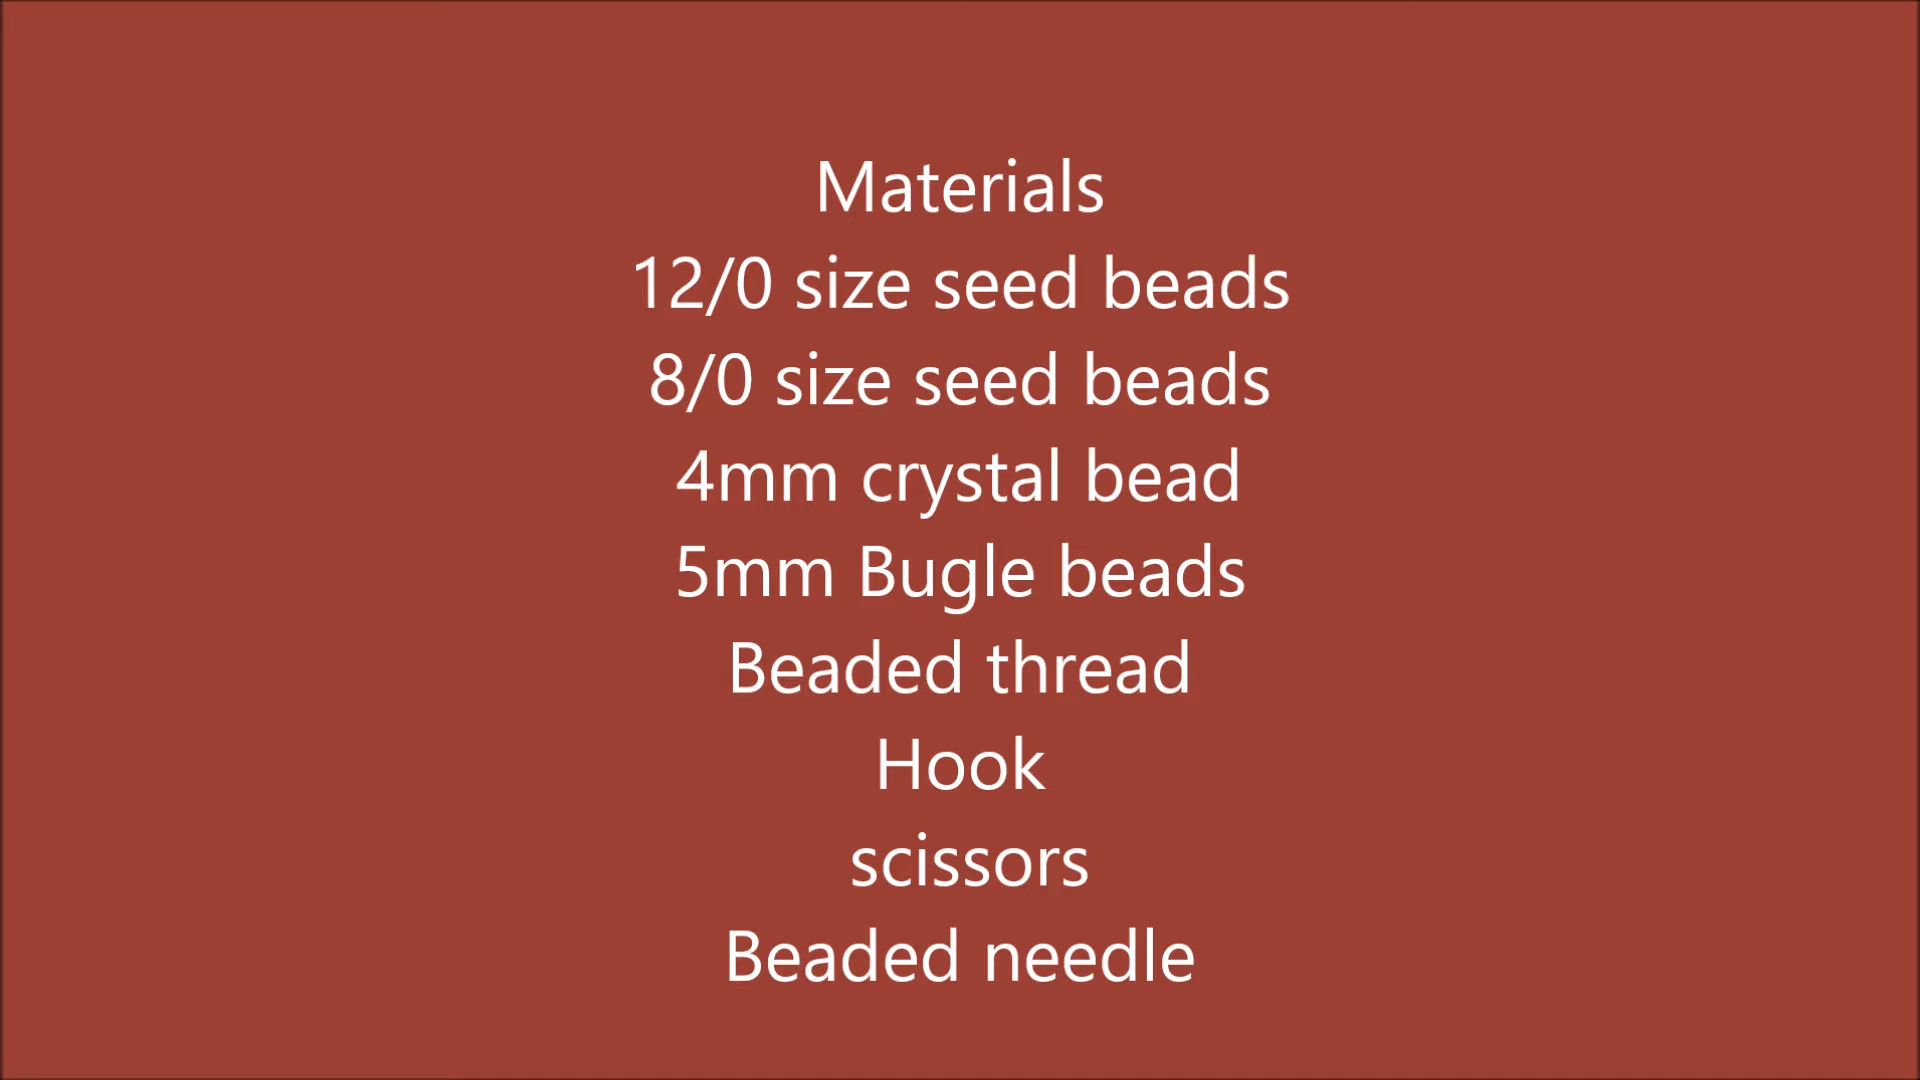 Materials
12/0 size seed beads
8/0 size seed beads
4mm crystal bead
5mm Bugle beads
Beaded thread
Hook
scissors
Beaded needle